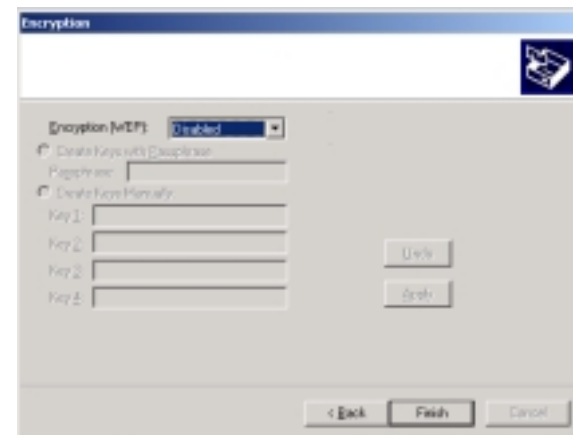 Encryption
Encryption (WEP): Disabled
Create Keys with Passphrase
Passphrase:
Create Keys Manually
Key 1:
Key 2:
Key 3:
Key 4:
Undo
Apply
< Back Finish Cancel